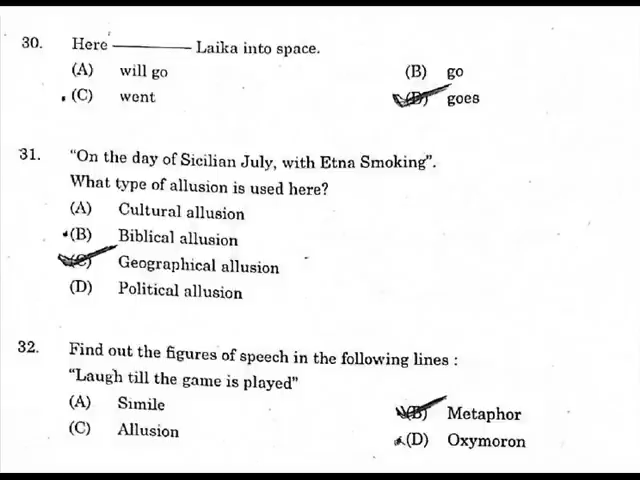 30. Here ———— Laika into space.
(A) will go (B) go
(C) went (D) goes
31. "On the day of Sicilian July, with Etna Smoking".
What type of allusion is used here?
(A) Cultural allusion
(B) Biblical allusion
(C) Geographical allusion
(D) Political allusion
32. Find out the figures of speech in the following lines :
"Laugh till the game is played"
(A) Simile (B) Metaphor
(C) Allusion (D) Oxymoron